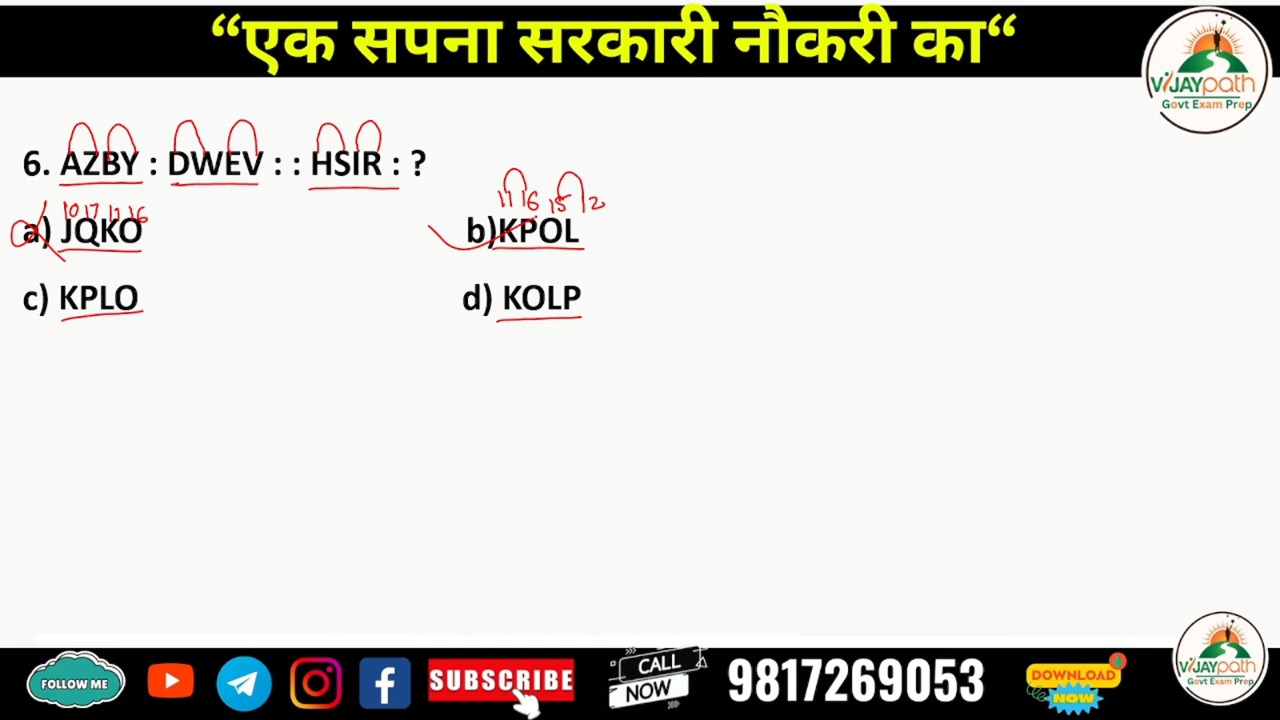 “एक सपना सरकारी नौकरी का“
VIJAYpath
Govt Exam Prep
6. AZBY : DWEV : : HSIR : ?
10 17 11 16
11 16 15 12
a) JQKO b)KPOL
c) KPLO d) KOLP
VIJAYpath
Govt Exam Prep
FOLLOW ME
SUBSCRIBE
CALL
NOW
9817269053
DOWNLOAD
NOW